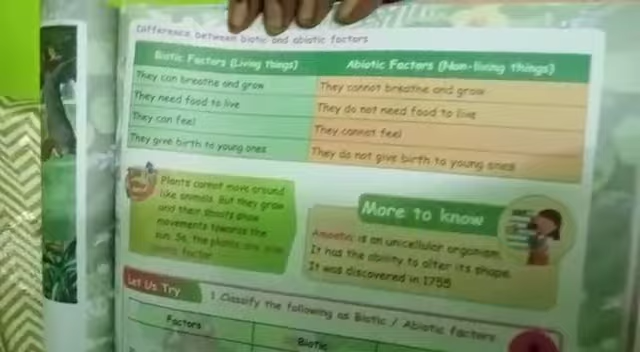 Difference between biotic and abiotic factors
Biotic Factors (Living things)
Abiotic Factors (Non-living things)
They can breathe and grow
They cannot breathe and grow
They need food to live
They do not need food to live
They can feel
They cannot feel
They give birth to young ones
They do not give birth to young ones
Plants cannot move around
like animals. But they grow
and their shoots show
movements towards the
sun. So, the plants are
factor
More to know
Amoeba is an unicellular organism.
It has the ability to alter its shape.
It was discovered in 1755
Let Us Try
1 Classify the following as Biotic / Abiotic factors
Factors
Biotic